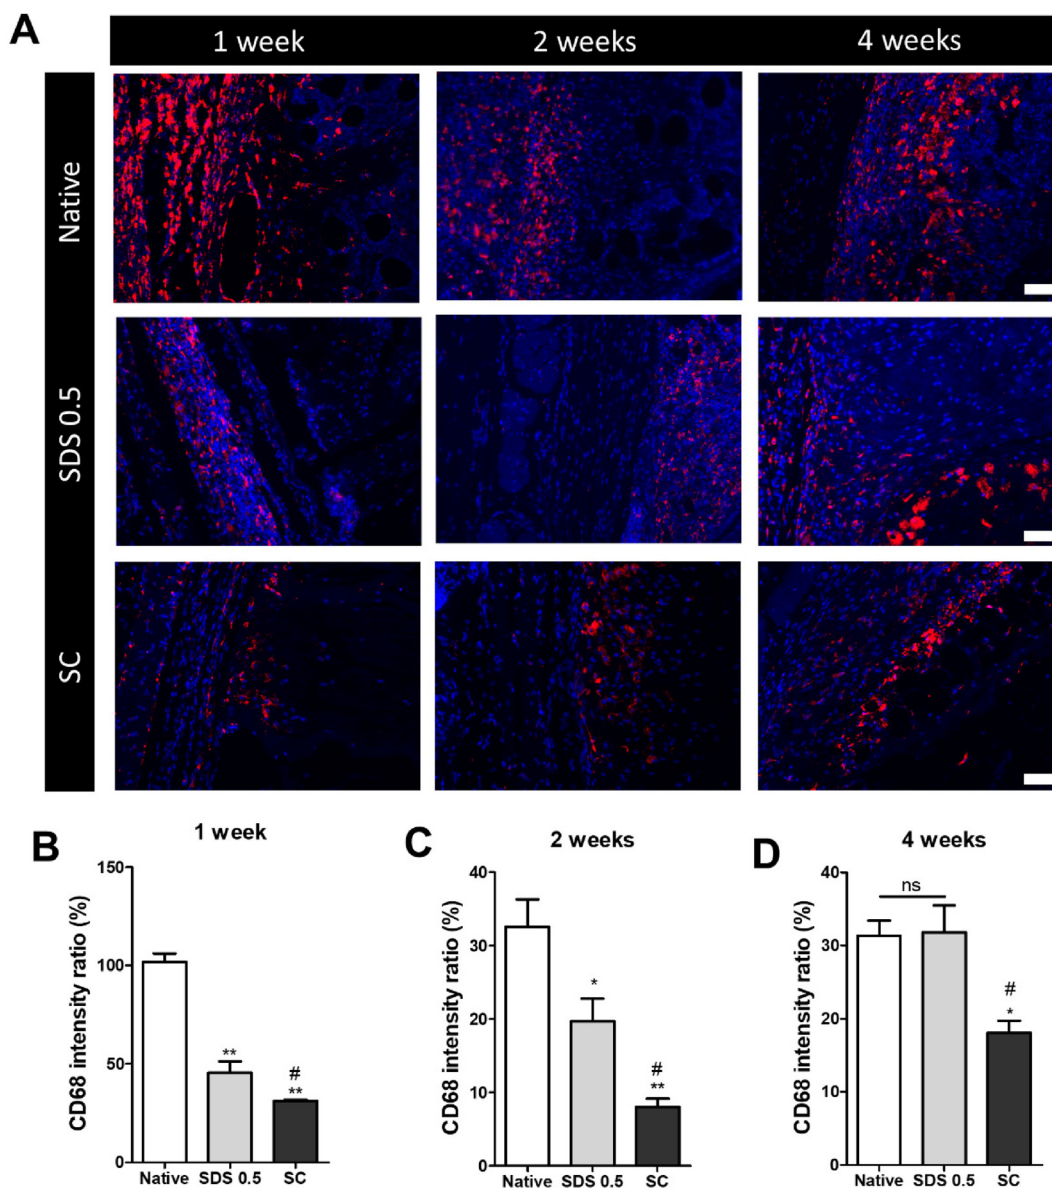 A
1 week
2 weeks
4 weeks
Native
SDS 0.5
SC
B
1 week
CD68 intensity ratio (%)
150
100
50
0
**
#
**
Native SDS 0.5 SC
C
2 weeks
CD68 intensity ratio (%)
40
30
20
10
0
*
#
**
Native SDS 0.5 SC
D
4 weeks
CD68 intensity ratio (%)
40
30
20
10
0
ns
#
*
Native SDS 0.5 SC